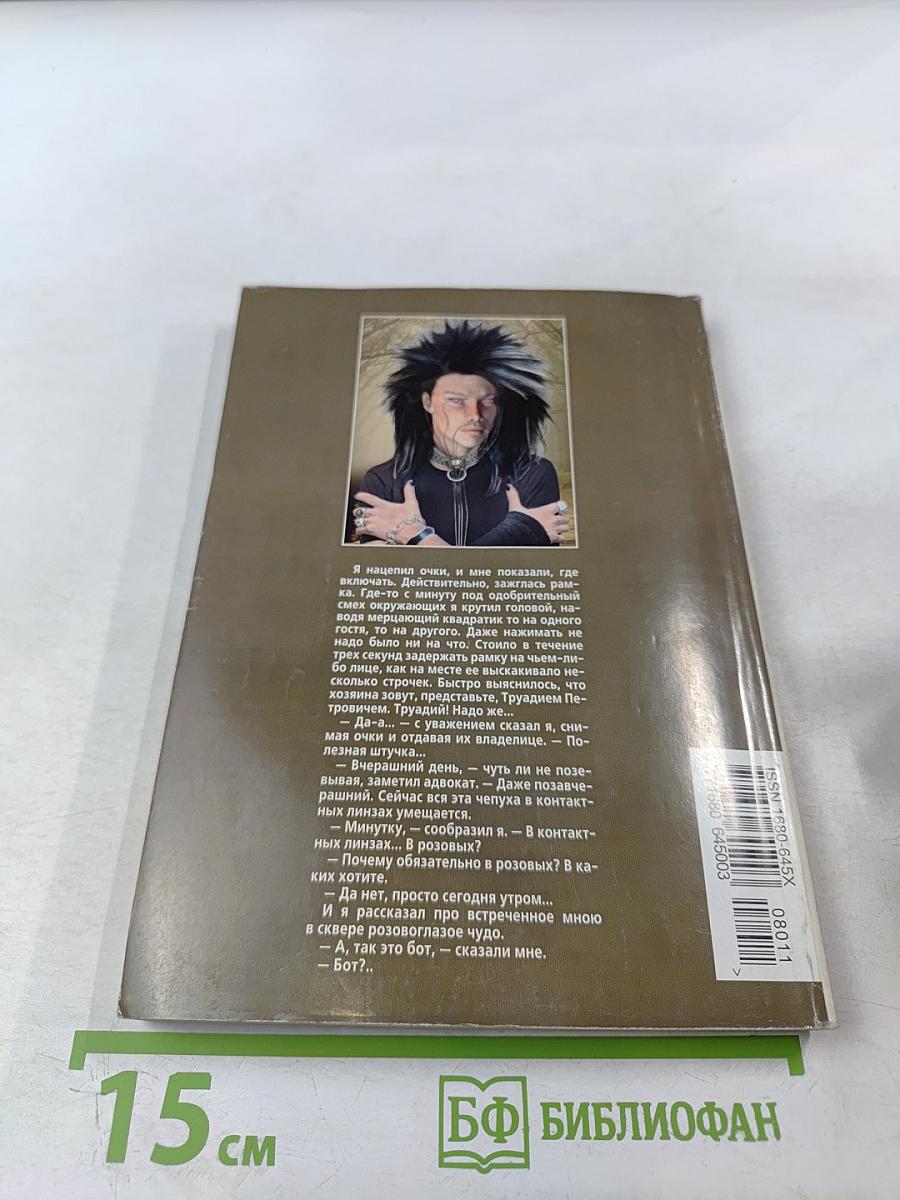 Я нацепил очки, и мне показали, где
включать. Действительно, зажглась рам-
ка. Где-то с минуту под одобрительный
смех окружающих я крутил головой, на-
водя мерцающий квадратик то на одного
гостя, то на другого. Даже нажимать не
надо было ни на что. Стоило в течение
трех секунд задержать рамку на чьем-ли-
бо лице, как на месте ее выскакивало не-
сколько строчек. Быстро выяснилось, что
хозяина зовут, представьте, Труадием Пе-
тровичем. Труадий! Надо же...
— Да-а... — с уважением сказал я, сни-
мая очки и отдавая их владелице. — По-
лезная штучка...
— Вчерашний день, — чуть ли не позе-
вывая, заметил адвокат. — Даже позавче-
рашний. Сейчас вся эта чепуха в контакт-
ных линзах умещается.
— Минутку, — сообразил я. — В контакт-
ных линзах... В розовых?
— Почему обязательно в розовых? В ка-
ких хотите.
— Да нет, просто сегодня утром...
И я рассказал про встреченное мною
в сквере розовоглазое чудо.
— А, так это бот, — сказали мне.
— Бот?..
ISSN 1680-645X
9 771680 645003
08011
>
15 см
БФ БИБЛИОФАН